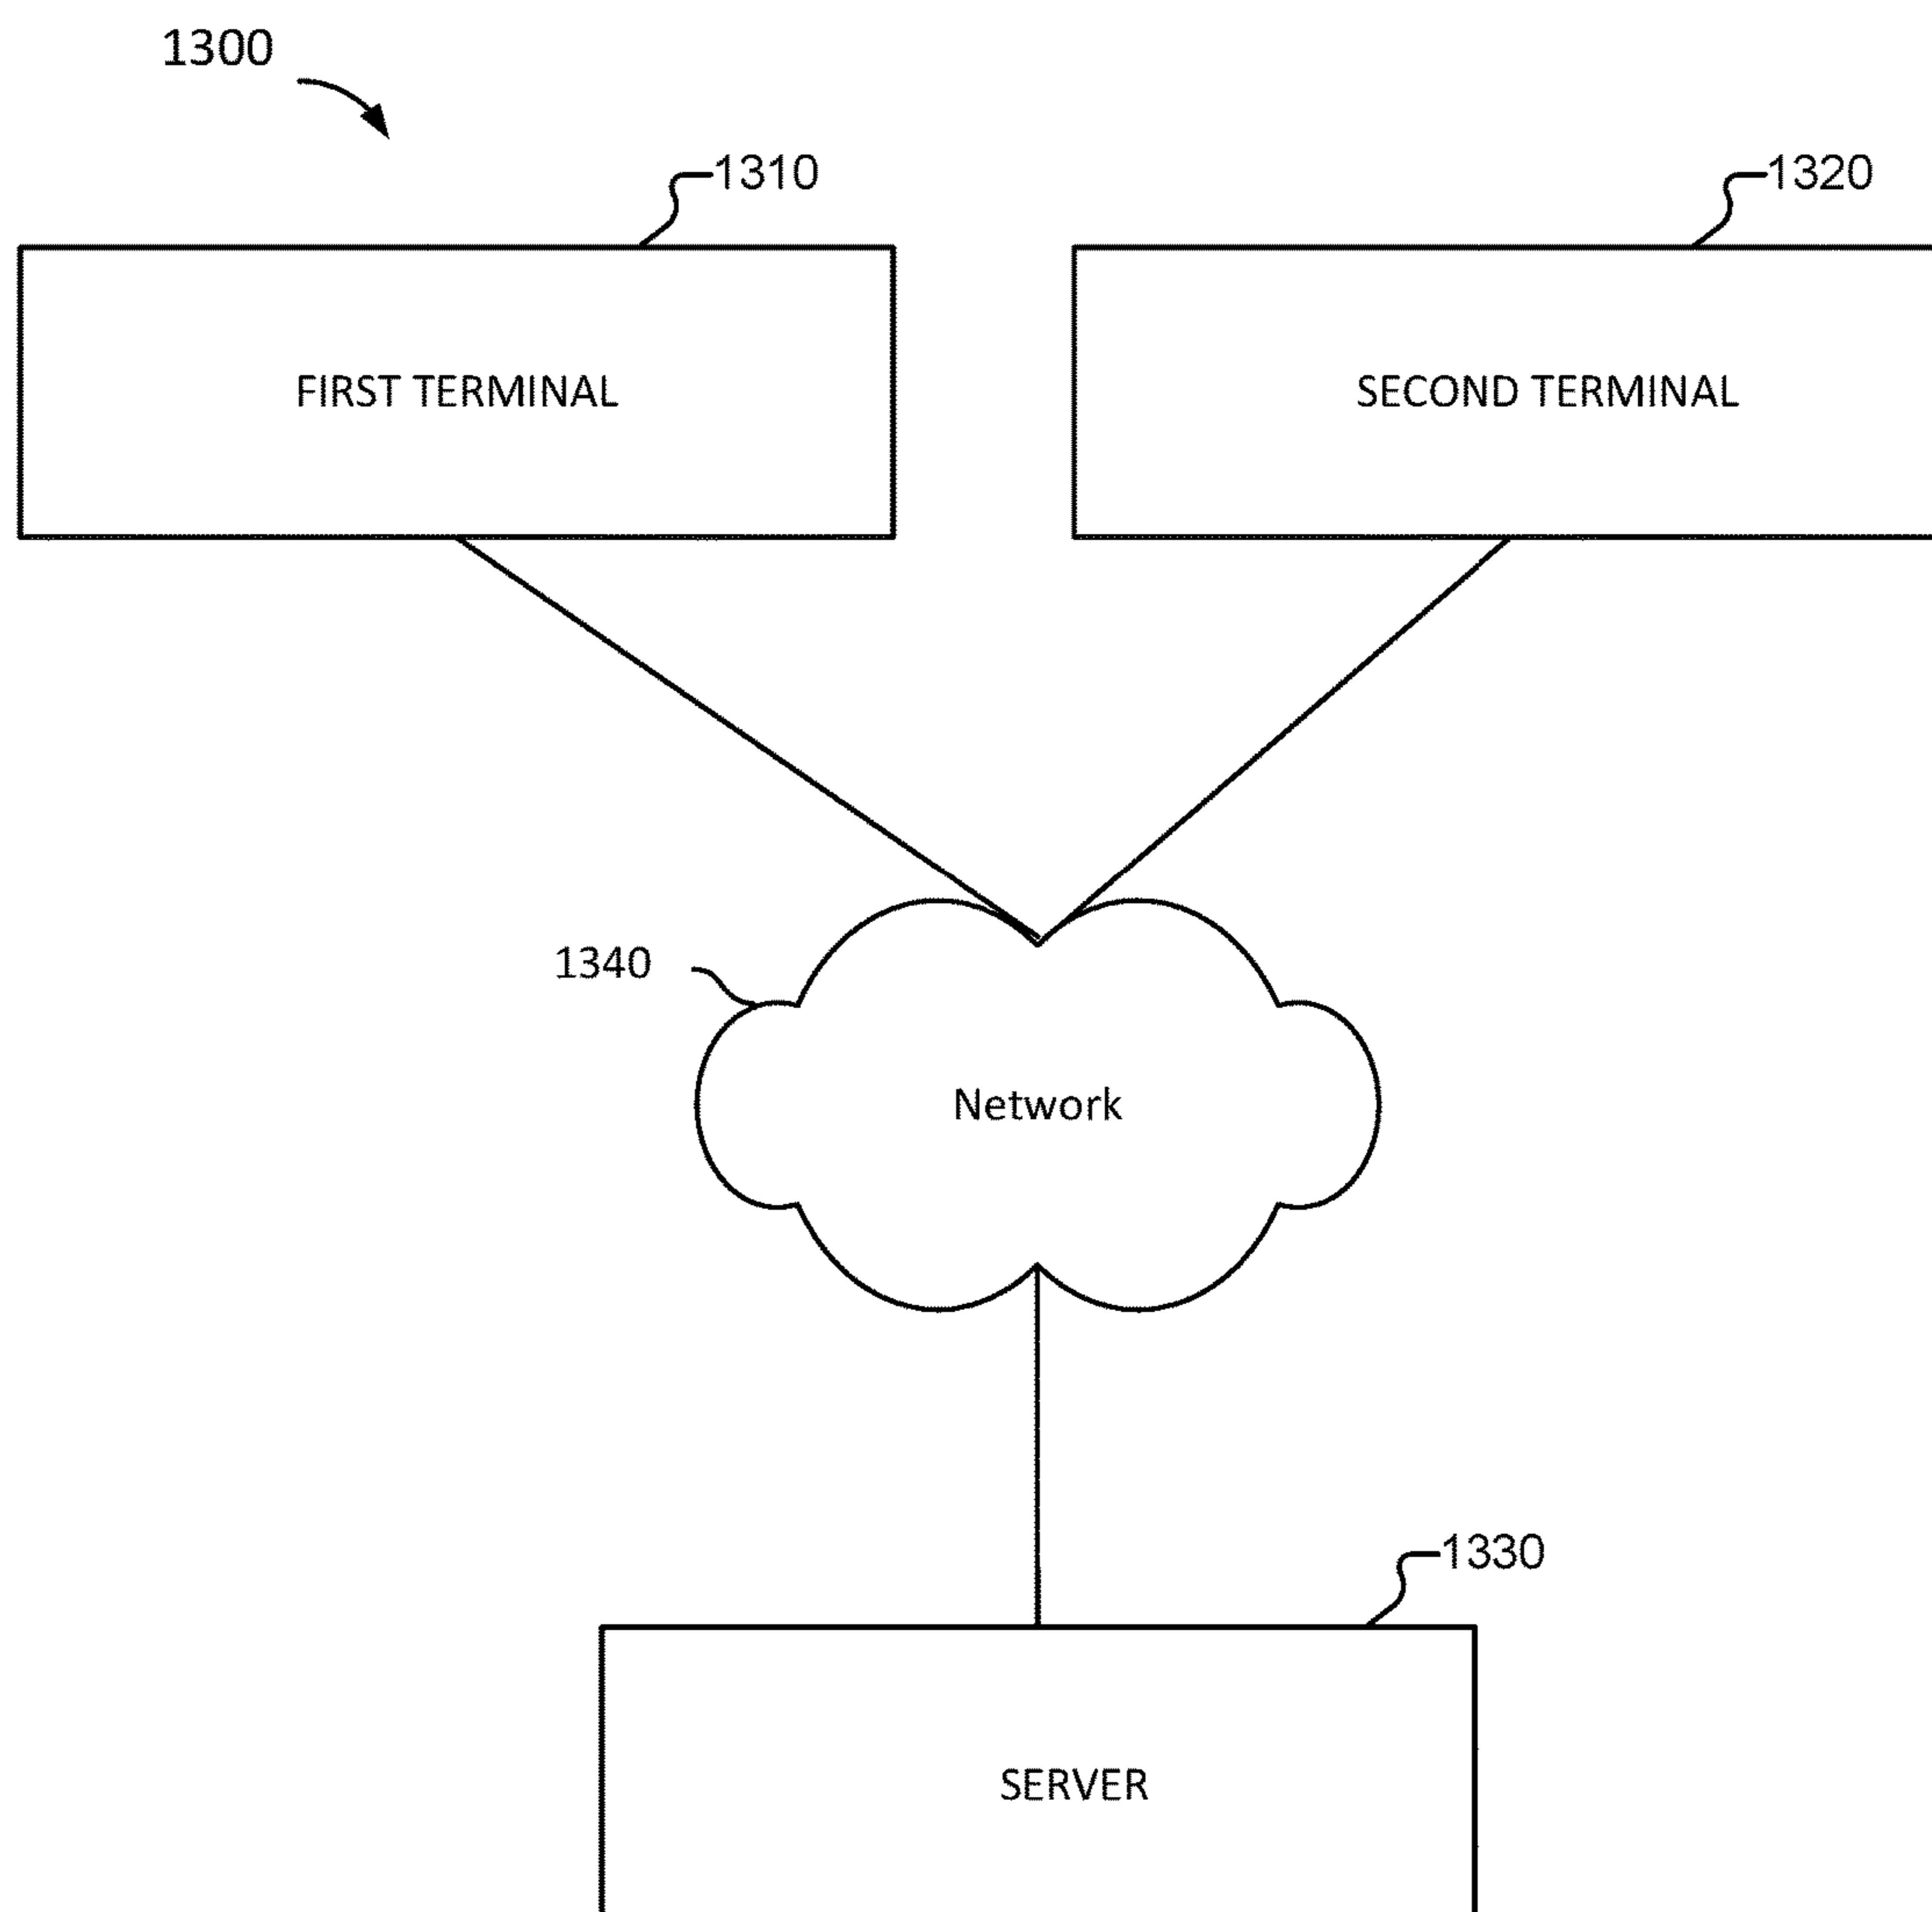 1300
1310
1320
FIRST TERMINAL
SECOND TERMINAL
1340
Network
1330
SERVER